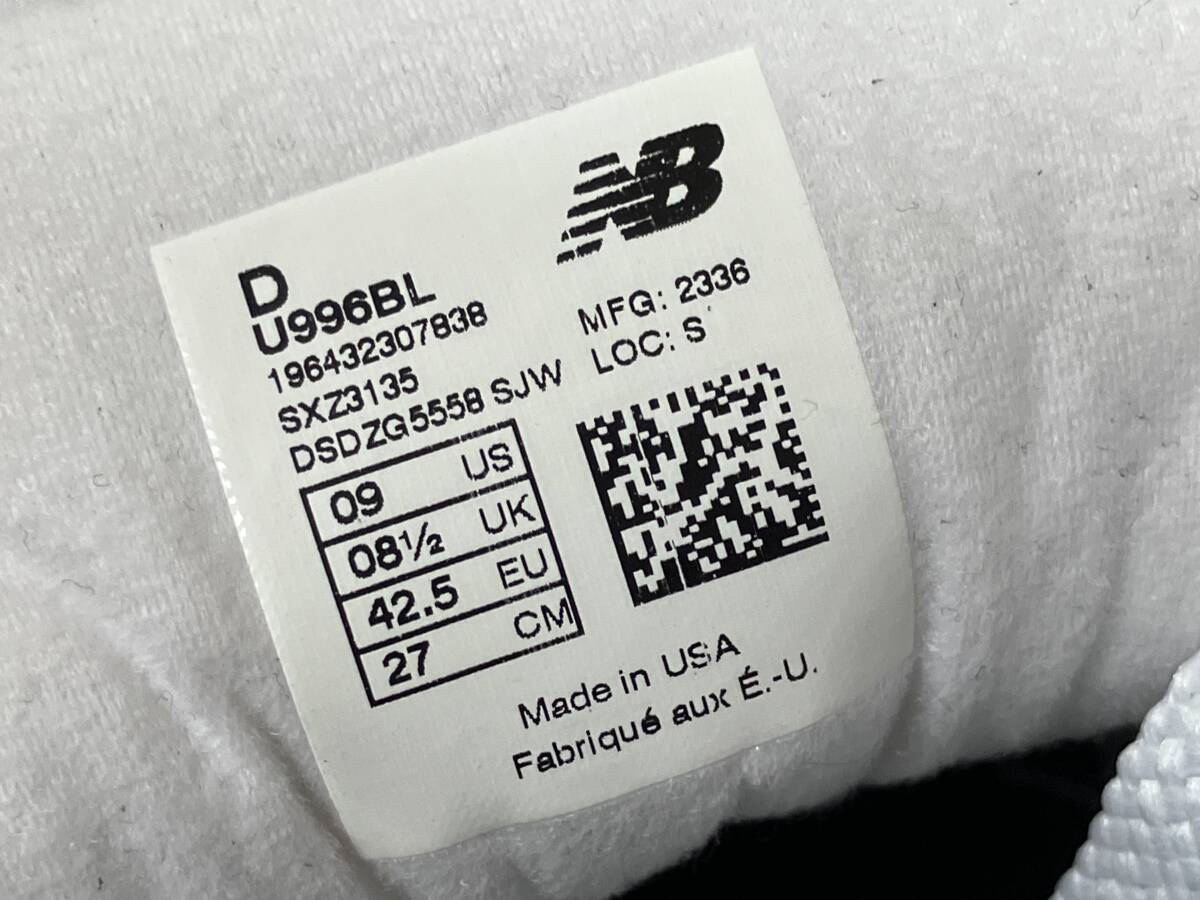 NB
D
U996BL
196432307838
SXZ3135
DSDZG5558 SJW
MFG: 2336
LOC: S
09 US
08½ UK
42.5 EU
27 CM
Made in USA
Fabriqué aux É.-U.